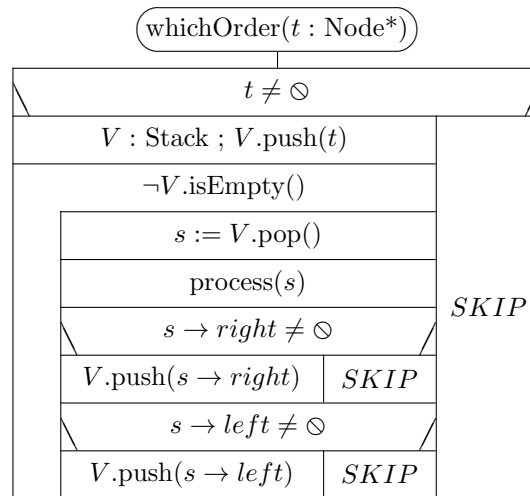 whichOrder(t : Node*)
t ≠ ⦸
V : Stack ; V.push(t)
¬V.isEmpty()
s := V.pop()
process(s)
SKIP
s → right ≠ ⦸
V.push(s → right) SKIP
s → left ≠ ⦸
V.push(s → left) SKIP